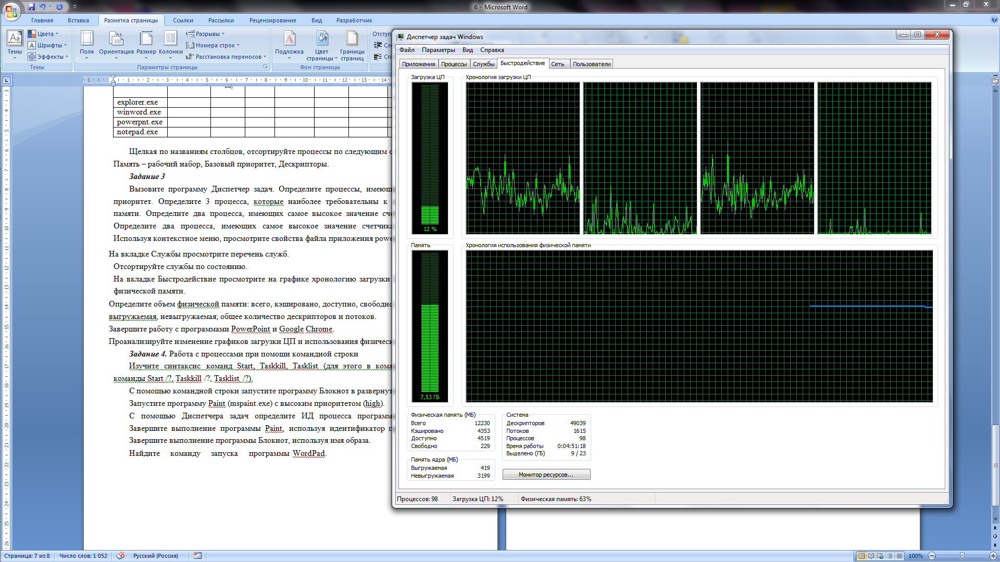 6 - Microsoft Word
Главная Вставка Разметка страницы Ссылки Рассылки Рецензирование Вид Разработчик
Aa
Темы
Цвета
A Шрифты
Эффекты
Темы
Поля
Ориентация
Размер
Колонки
Разрывы
Номера строк
Расстановка переносов
Параметры страницы
Подложка
Цвет страницы
Границы страниц
Фон страницы
Отступ
explorer.exe
winword.exe
powerpnt.exe
notepad.exe
Щелкая по названиям столбцов, отсортируйте процессы по следующим
Память – рабочий набор, Базовый приоритет, Дескрипторы.
Задание 3
Вызовите программу Диспетчер задач. Определите процессы, имеющ
приоритет. Определите 3 процесса, которые наиболее требовательны к
памяти. Определите два процесса, имеющих самое высокое значение сче
Определите два процесса, имеющих самое высокое значение счетчика
Используя контекстное меню, просмотрите свойства файла приложения powe
На вкладке Службы просмотрите перечень служб.
Отсортируйте службы по состоянию.
На вкладке Быстродействие просмотрите на графике хронологию загрузки
физической памяти.
Определите объем физической памяти: всего, кэшировано, доступно, свободно
выгружаемая, невыгружаемая; общее количество дескрипторов и потоков.
Завершите работу с программами PowerPoint и Google Chrome.
Проанализируйте изменение графиков загрузки ЦП и использования физическ
Задание 4. Работа с процессами при помощи командной строки
Изучите синтаксис команд Start, Taskkill, Tasklist (для этого в кома
команды Start /?, Taskkill /?, Tasklist /?).
С помощью командной строки запустите программу Блокнот в развернут
Запустите программу Paint (mspaint.exe) с высоким приоритетом (high).
С помощью Диспетчера задач определите ИД процесса програм
Завершите выполнение программы Paint, используя идентификатор п
Завершите выполнение программы Блокнот, используя имя образа.
Найдите команду запуска программы WordPad.
Страница: 7 из 8 Число слов: 1 052 Русский (Россия) 100%
Диспетчер задач Windows
Файл Параметры Вид Справка
Приложения Процессы Службы Быстродействие Сеть Пользователи
Загрузка ЦП
12 %
Хронология загрузки ЦП
Память
7,53 ГБ
Хронология использования физической памяти
Физическая память (МБ)
Всего 12230
Кэшировано 4353
Доступно 4519
Свободно 229
Память ядра (МБ)
Выгружаемая 419
Невыгружаемая 3199
Система
Дескрипторов 49039
Потоков 1615
Процессов 98
Время работы 0:04:51:18
Выделено (ГБ) 9 / 23
Монитор ресурсов...
Процессов: 98 Загрузка ЦП: 12% Физическая память: 63%